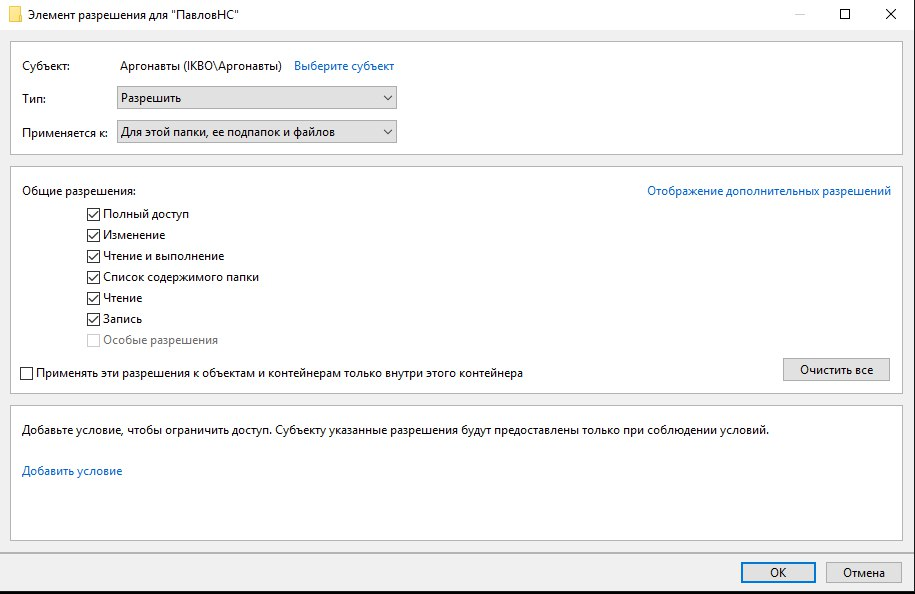 Элемент разрешения для "ПавловНС"
Субъект: Аргонавты (IKBO\Аргонавты) Выберите субъект
Тип: Разрешить
Применяется к: Для этой папки, ее подпапок и файлов
Общие разрешения: Отображение дополнительных разрешений
Полный доступ
Изменение
Чтение и выполнение
Список содержимого папки
Чтение
Запись
Особые разрешения
Применять эти разрешения к объектам и контейнерам только внутри этого контейнера Очистить все
Добавьте условие, чтобы ограничить доступ. Субъекту указанные разрешения будут предоставлены только при соблюдении условий.
Добавить условие
ОК Отмена